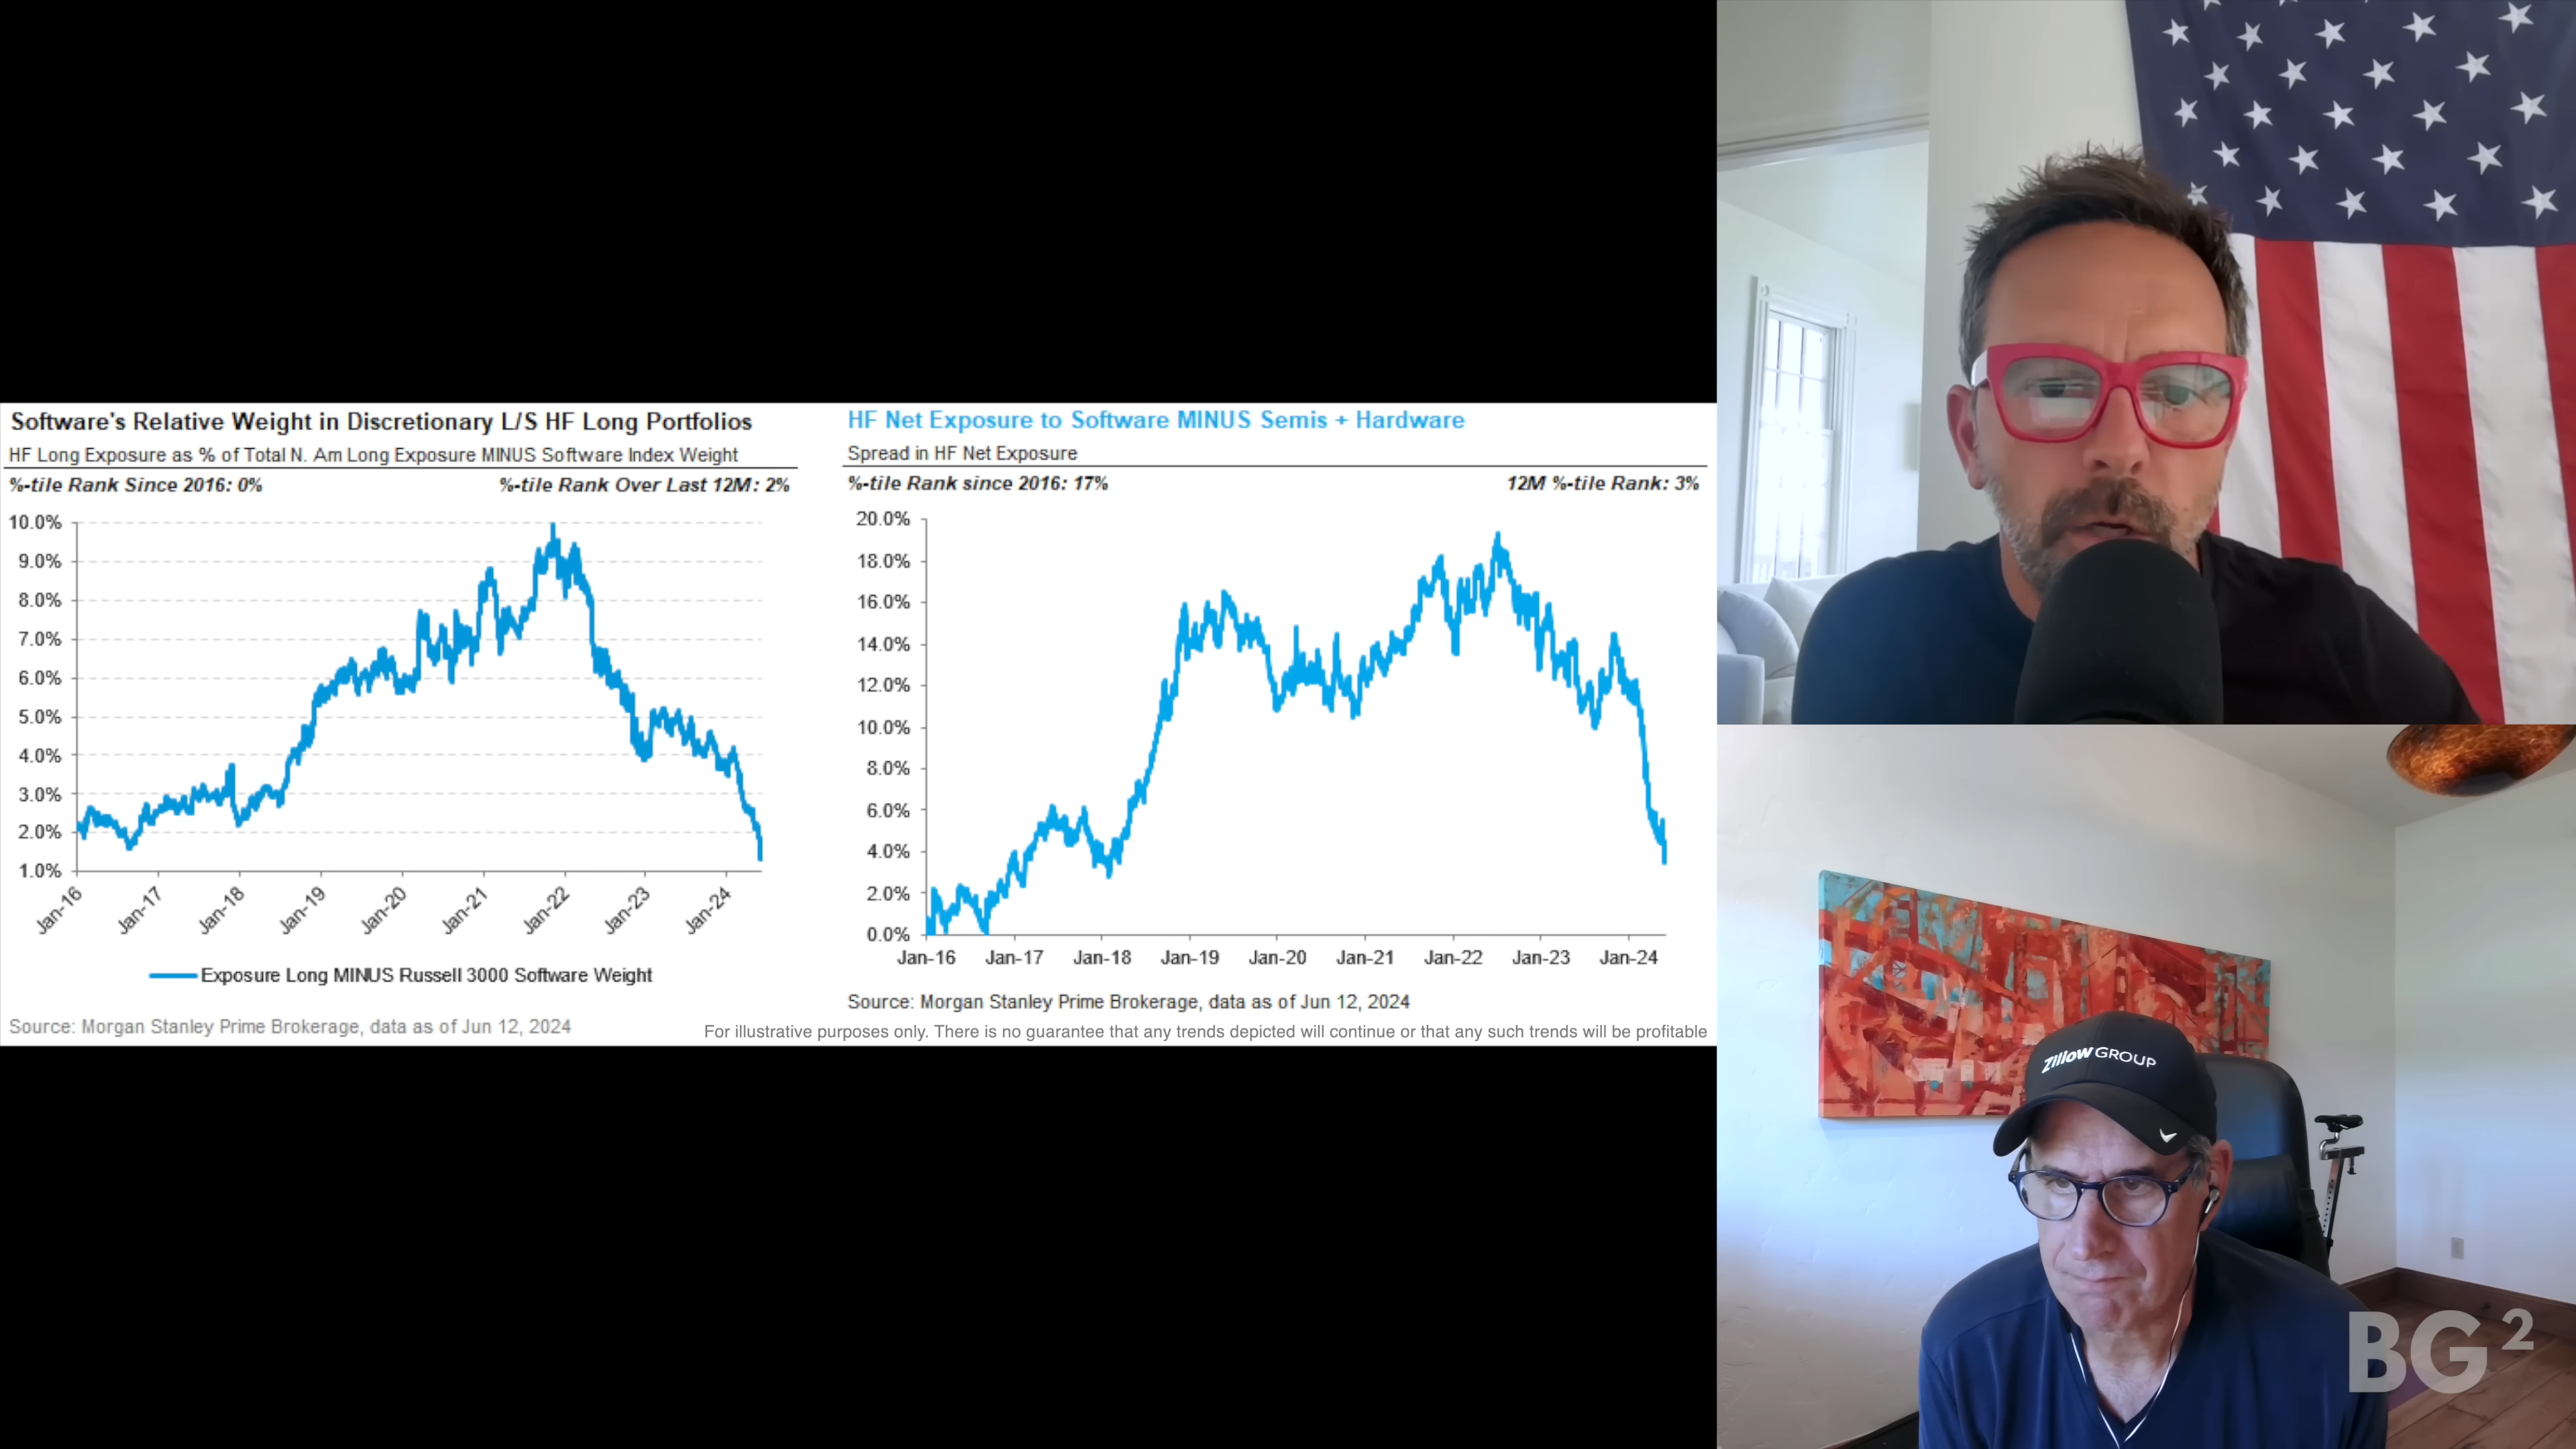 Software's Relative Weight in Discretionary L/S HF Long Portfolios
HF Long Exposure as % of Total N. Am Long Exposure MINUS Software Index Weight
%-tile Rank Since 2016: 0% %-tile Rank Over Last 12M: 2%
10.0%
9.0%
8.0%
7.0%
6.0%
5.0%
4.0%
3.0%
2.0%
1.0%
Jan-16 Jan-17 Jan-18 Jan-19 Jan-20 Jan-21 Jan-22 Jan-23 Jan-24
Exposure Long MINUS Russell 3000 Software Weight
Source: Morgan Stanley Prime Brokerage, data as of Jun 12, 2024
HF Net Exposure to Software MINUS Semis + Hardware
Spread in HF Net Exposure
%-tile Rank since 2016: 17% 12M %-tile Rank: 3%
20.0%
18.0%
16.0%
14.0%
12.0%
10.0%
8.0%
6.0%
4.0%
2.0%
0.0%
Jan-16 Jan-17 Jan-18 Jan-19 Jan-20 Jan-21 Jan-22 Jan-23 Jan-24
Source: Morgan Stanley Prime Brokerage, data as of Jun 12, 2024
For illustrative purposes only. There is no guarantee that any trends depicted will continue or that any such trends will be profitable
Zillow GROUP
BG2